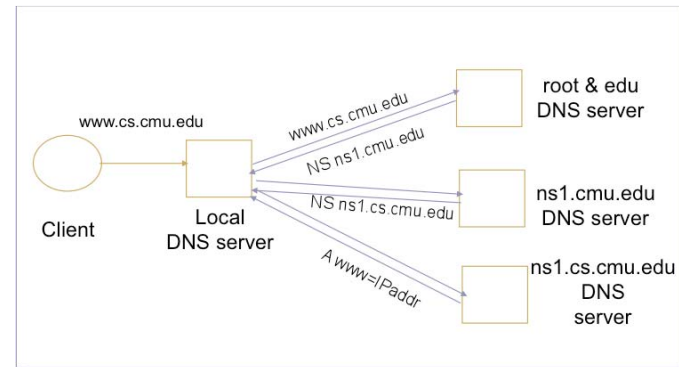 www.cs.cmu.edu
Client
Local
DNS server
www.cs.cmu.edu
NS ns1.cmu.edu
NS ns1.cs.cmu.edu
A www=IPaddr
root & edu
DNS server
ns1.cmu.edu
DNS server
ns1.cs.cmu.edu
DNS
server